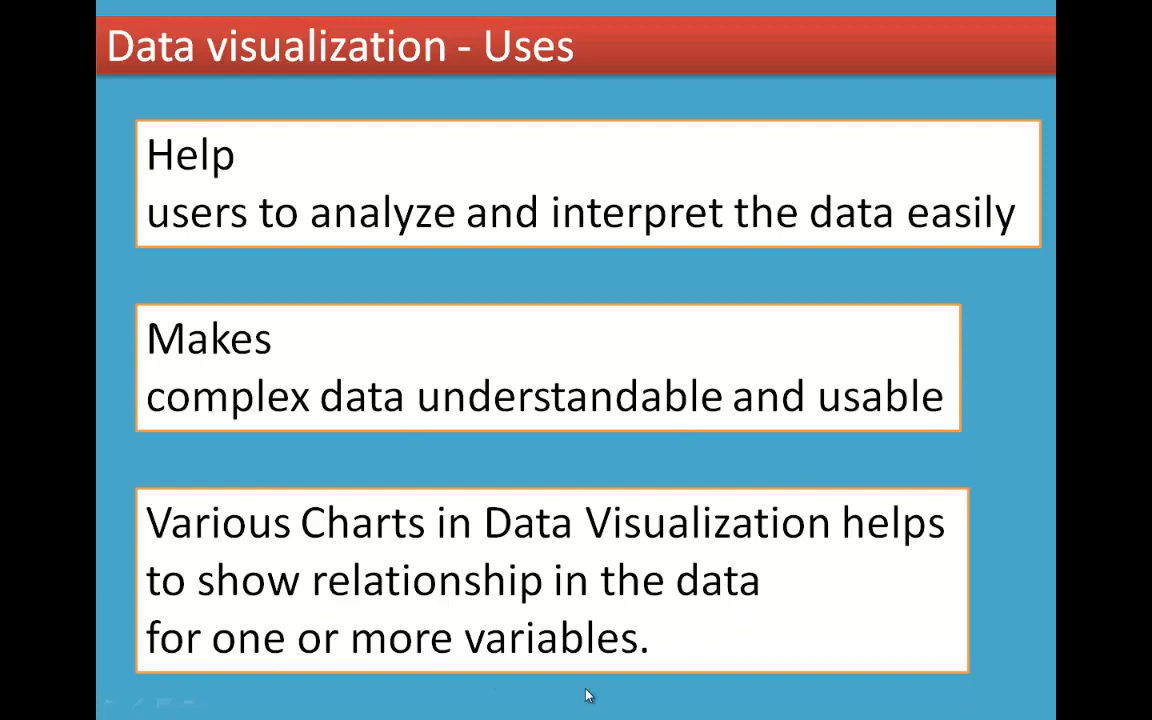 Data visualization - Uses
Help
users to analyze and interpret the data easily
Makes
complex data understandable and usable
Various Charts in Data Visualization helps
to show relationship in the data
for one or more variables.